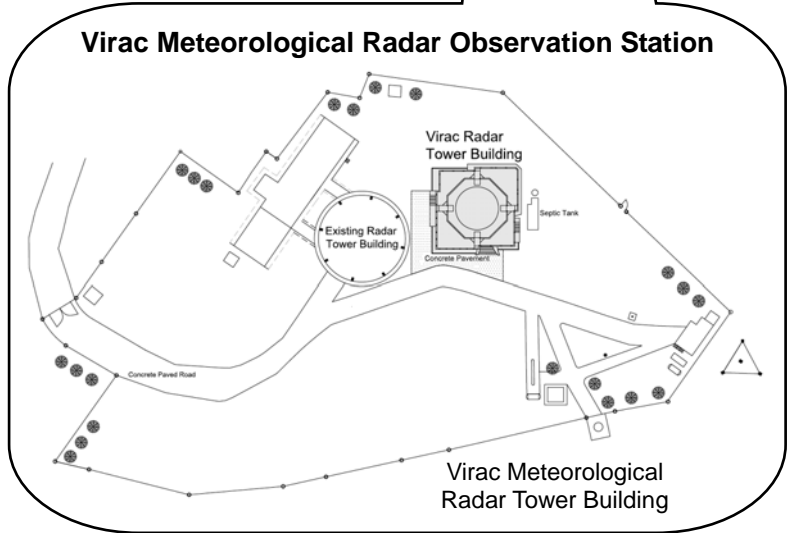 Virac Meteorological Radar Observation Station
Virac Radar
Tower Building
Septic Tank
Existing Radar
Tower Building
Concrete Pavement
Concrete Paved Road
Virac Meteorological
Radar Tower Building